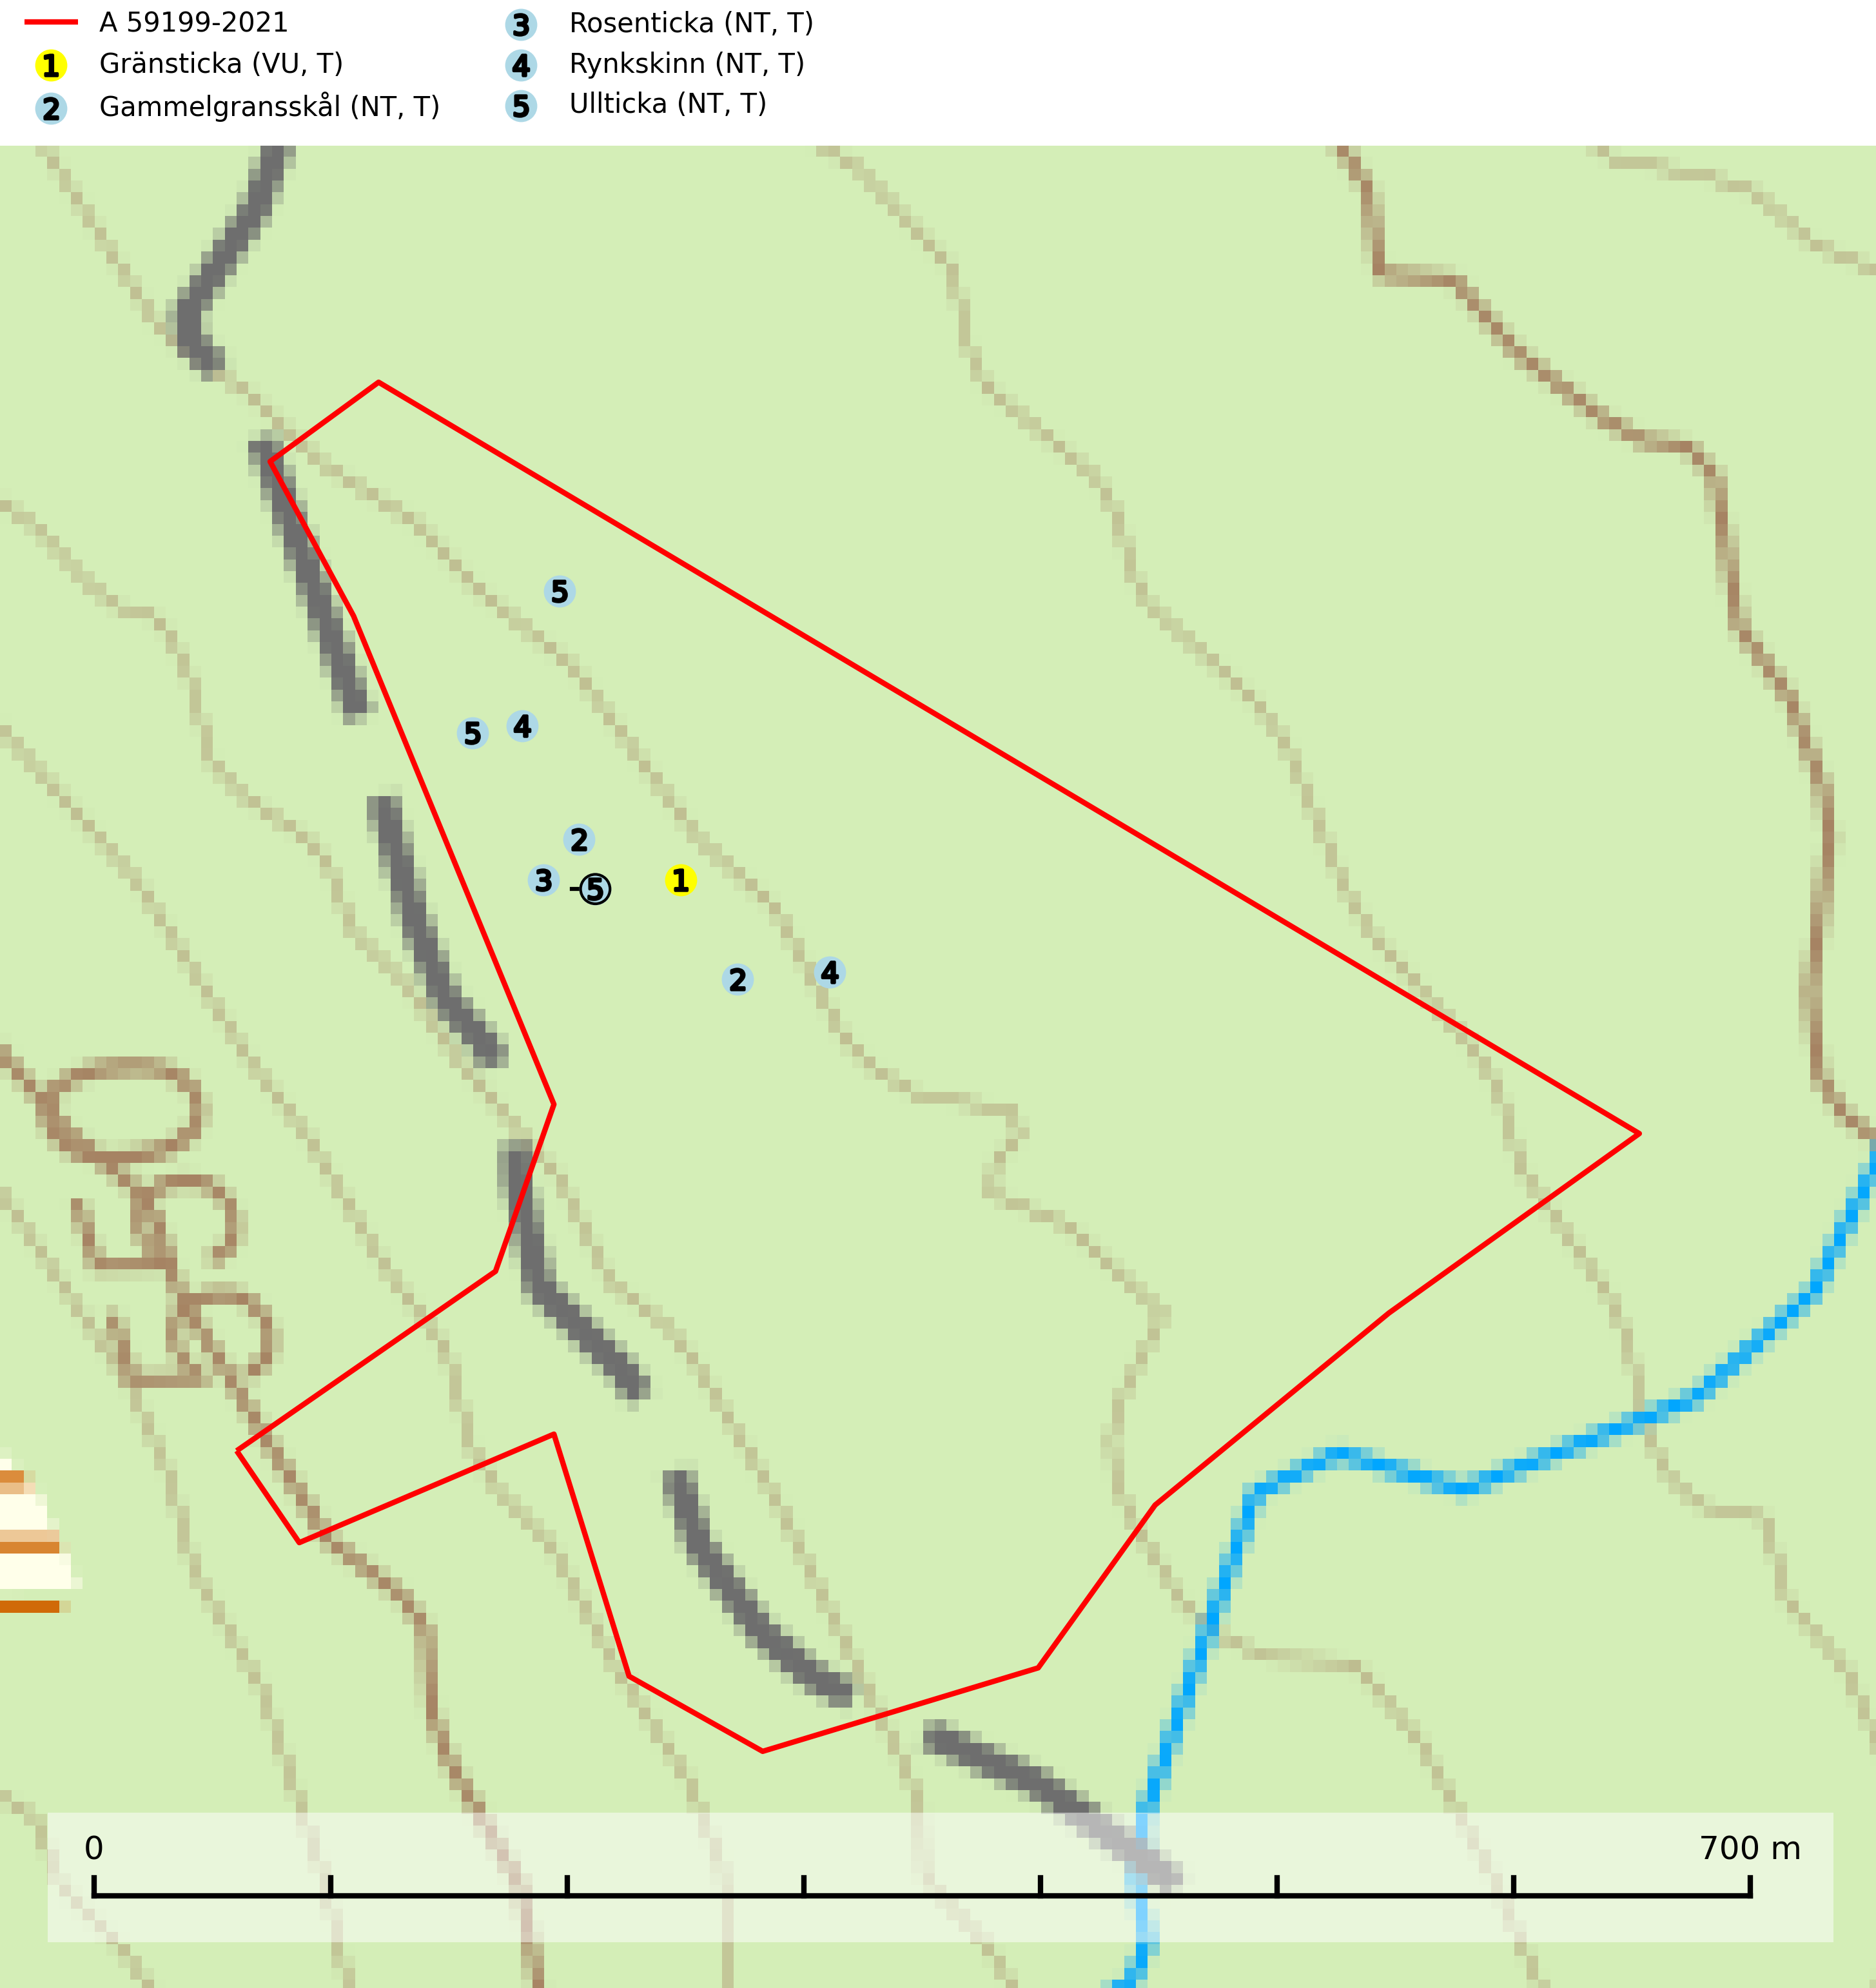 A 59199-2021
1 Gränsticka (VU, T)
2 Gammelgransskål (NT, T)
3 Rosenticka (NT, T)
4 Rynkskinn (NT, T)
5 Ullticka (NT, T)
5
5 4
2
3 5 1
2 4
525
0 700 m